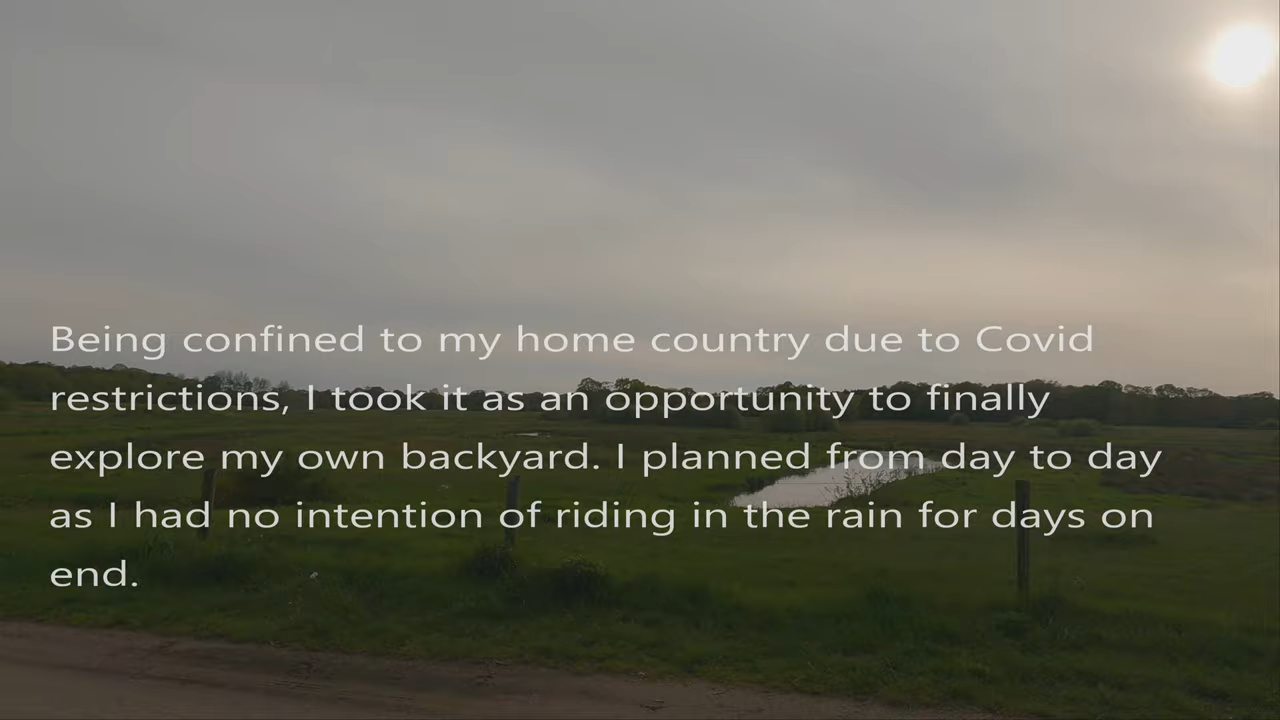 Being confined to my home country due to Covid
restrictions, I took it as an opportunity to finally
explore my own backyard. I planned from day to day
as I had no intention of riding in the rain for days on
end.